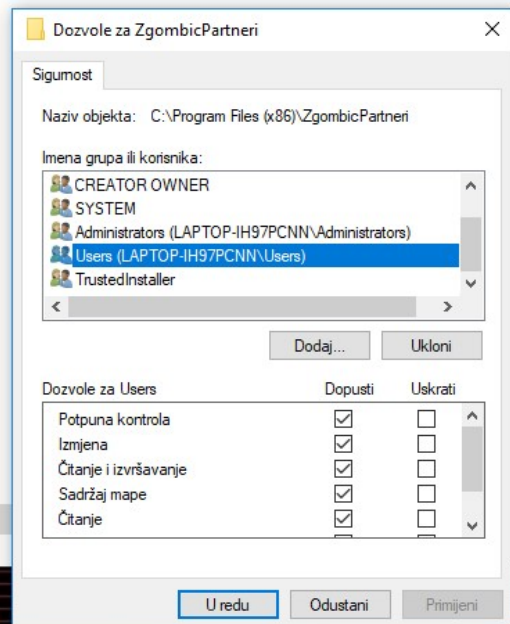 Dozvole za ZgombicPartneri
Sigurnost
Naziv objekta: C:\Program Files (x86)\ZgombicPartneri
Imena grupa ili korisnika:
CREATOR OWNER
SYSTEM
Administrators (LAPTOP-IH97PCNN\Administrators)
Users (LAPTOP-IH97PCNN\Users)
TrustedInstaller
Dodaj... Ukloni
Dozvole za Users Dopusti Uskrati
Potpuna kontrola
Izmjena
Čitanje i izvršavanje
Sadržaj mape
Čitanje
U redu Odustani Primijeni